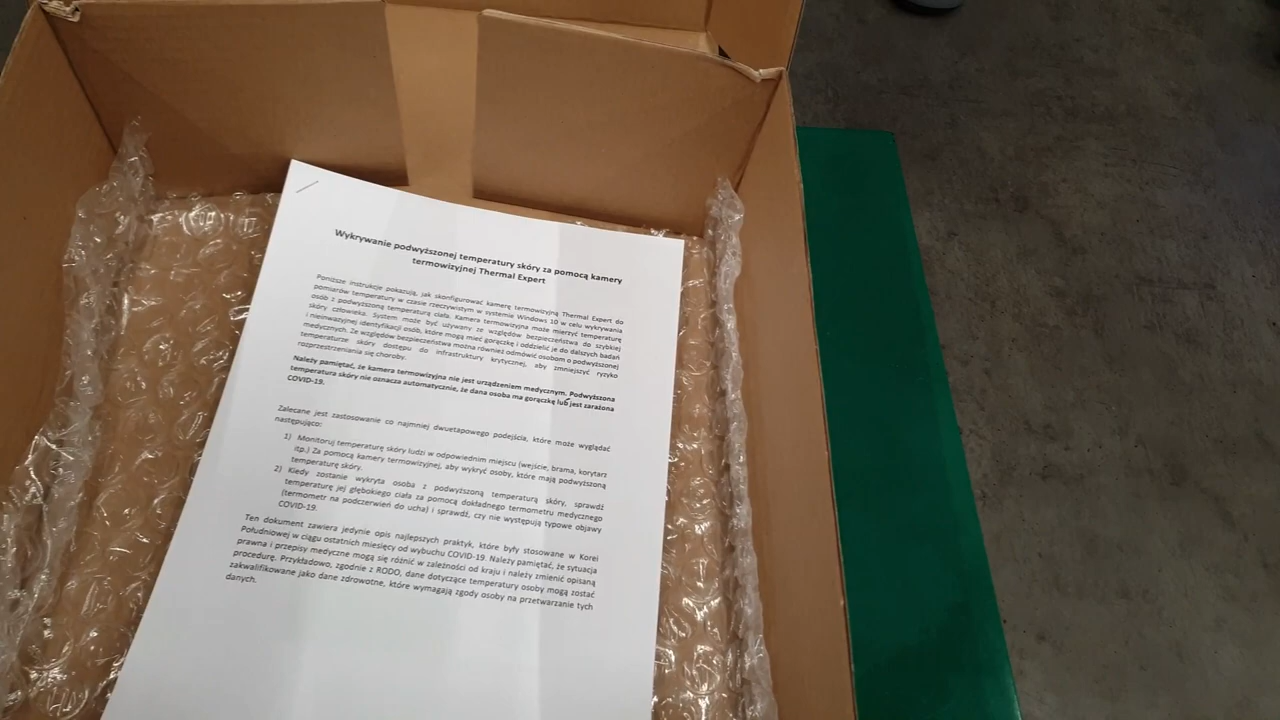 Wykrywanie podwyższonej temperatury skóry za pomocą kamery
termowizyjnej Thermal Expert
Poniższe instrukcje pokazują, jak skonfigurować kamerę termowizyjną Thermal Expert do
pomiarów temperatury w czasie rzeczywistym w systemie Windows 10 w celu wykrywania
osób z podwyższoną temperaturą ciała. Kamera termowizyjna może mierzyć temperaturę
skóry człowieka. System może być używany ze względów bezpieczeństwa do szybkiej
i nieinwazyjnej identyfikacji osób, które mogą mieć gorączkę i oddzielić je do dalszych badań
medycznych. Ze względów bezpieczeństwa można również odmówić osobom o podwyższonej
temperaturze skóry dostępu do infrastruktury krytycznej, aby zmniejszyć ryzyko
rozprzestrzeniania się choroby.
Należy pamiętać, że kamera termowizyjna nie jest urządzeniem medycznym. Podwyższona
temperatura skóry nie oznacza automatycznie, że dana osoba ma gorączkę lub jest zarażona
COVID-19.
Zalecane jest zastosowanie co najmniej dwuetapowego podejścia, które może wyglądać
następująco:
1) Monitoruj temperaturę skóry ludzi w odpowiednim miejscu (wejście, brama, korytarz
itp.) Za pomocą kamery termowizyjnej, aby wykryć osoby, które mają podwyższoną
temperaturę skóry.
2) Kiedy zostanie wykryta osoba z podwyższoną temperaturą skóry, sprawdź
temperaturę jej głębokiego ciała za pomocą dokładnego termometru medycznego
(termometr na podczerwień do ucha) i sprawdź, czy nie występują typowe objawy
COVID-19.
Ten dokument zawiera jedynie opis najlepszych praktyk, które były stosowane w Korei
Południowej w ciągu ostatnich miesięcy od wybuchu COVID-19. Należy pamiętać, że sytuacja
prawna i przepisy medyczne mogą się różnić w zależności od kraju i należy zmienić opisaną
procedurę. Przykładowo, zgodnie z RODO, dane dotyczące temperatury osoby mogą zostać
zakwalifikowane jako dane zdrowotne, które wymagają zgody osoby na przetwarzanie tych
danych.